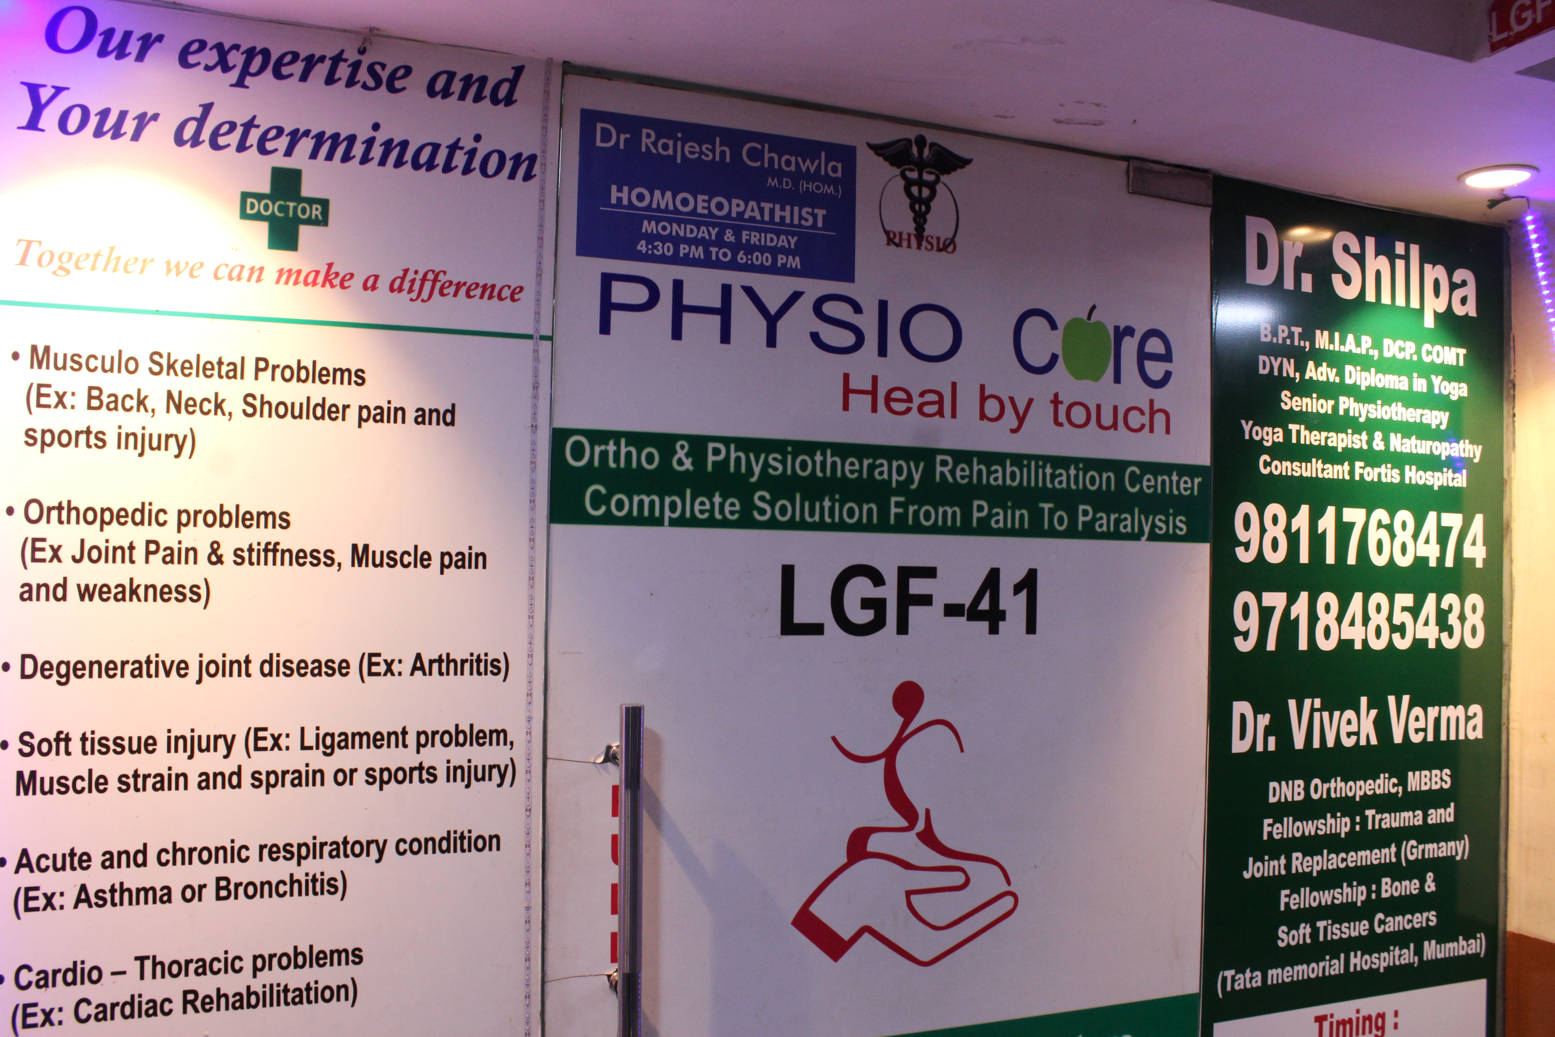 Our expertise and
Your determination
DOCTOR
Together we can make a difference
• Musculo Skeletal Problems
(Ex: Back, Neck, Shoulder pain and
sports injury)
• Orthopedic problems
(Ex Joint Pain & stiffness, Muscle pain
and weakness)
• Degenerative joint disease (Ex: Arthritis)
• Soft tissue injury (Ex: Ligament problem,
Muscle strain and sprain or sports injury)
• Acute and chronic respiratory condition
(Ex: Asthma or Bronchitis)
• Cardio – Thoracic problems
(Ex: Cardiac Rehabilitation)
Dr Rajesh Chawla
M.D. (HOM.)
HOMOEOPATHIST
MONDAY & FRIDAY
4:30 PM TO 6:00 PM
PHYSIO
PHYSIO Core
Heal by touch
Ortho & Physiotherapy Rehabilitation Center
Complete Solution From Pain To Paralysis
LGF-41
Dr. Shilpa
B.P.T., M.I.A.P., DCP. COMT
DYN, Adv. Diploma in Yoga
Senior Physiotherapy
Yoga Therapist & Naturopathy
Consultant Fortis Hospital
9811768474
9718485438
Dr. Vivek Verma
DNB Orthopedic, MBBS
Fellowship : Trauma and
Joint Replacement (Grmany)
Fellowship : Bone &
Soft Tissue Cancers
(Tata memorial Hospital, Mumbai)
Timing :
LGF